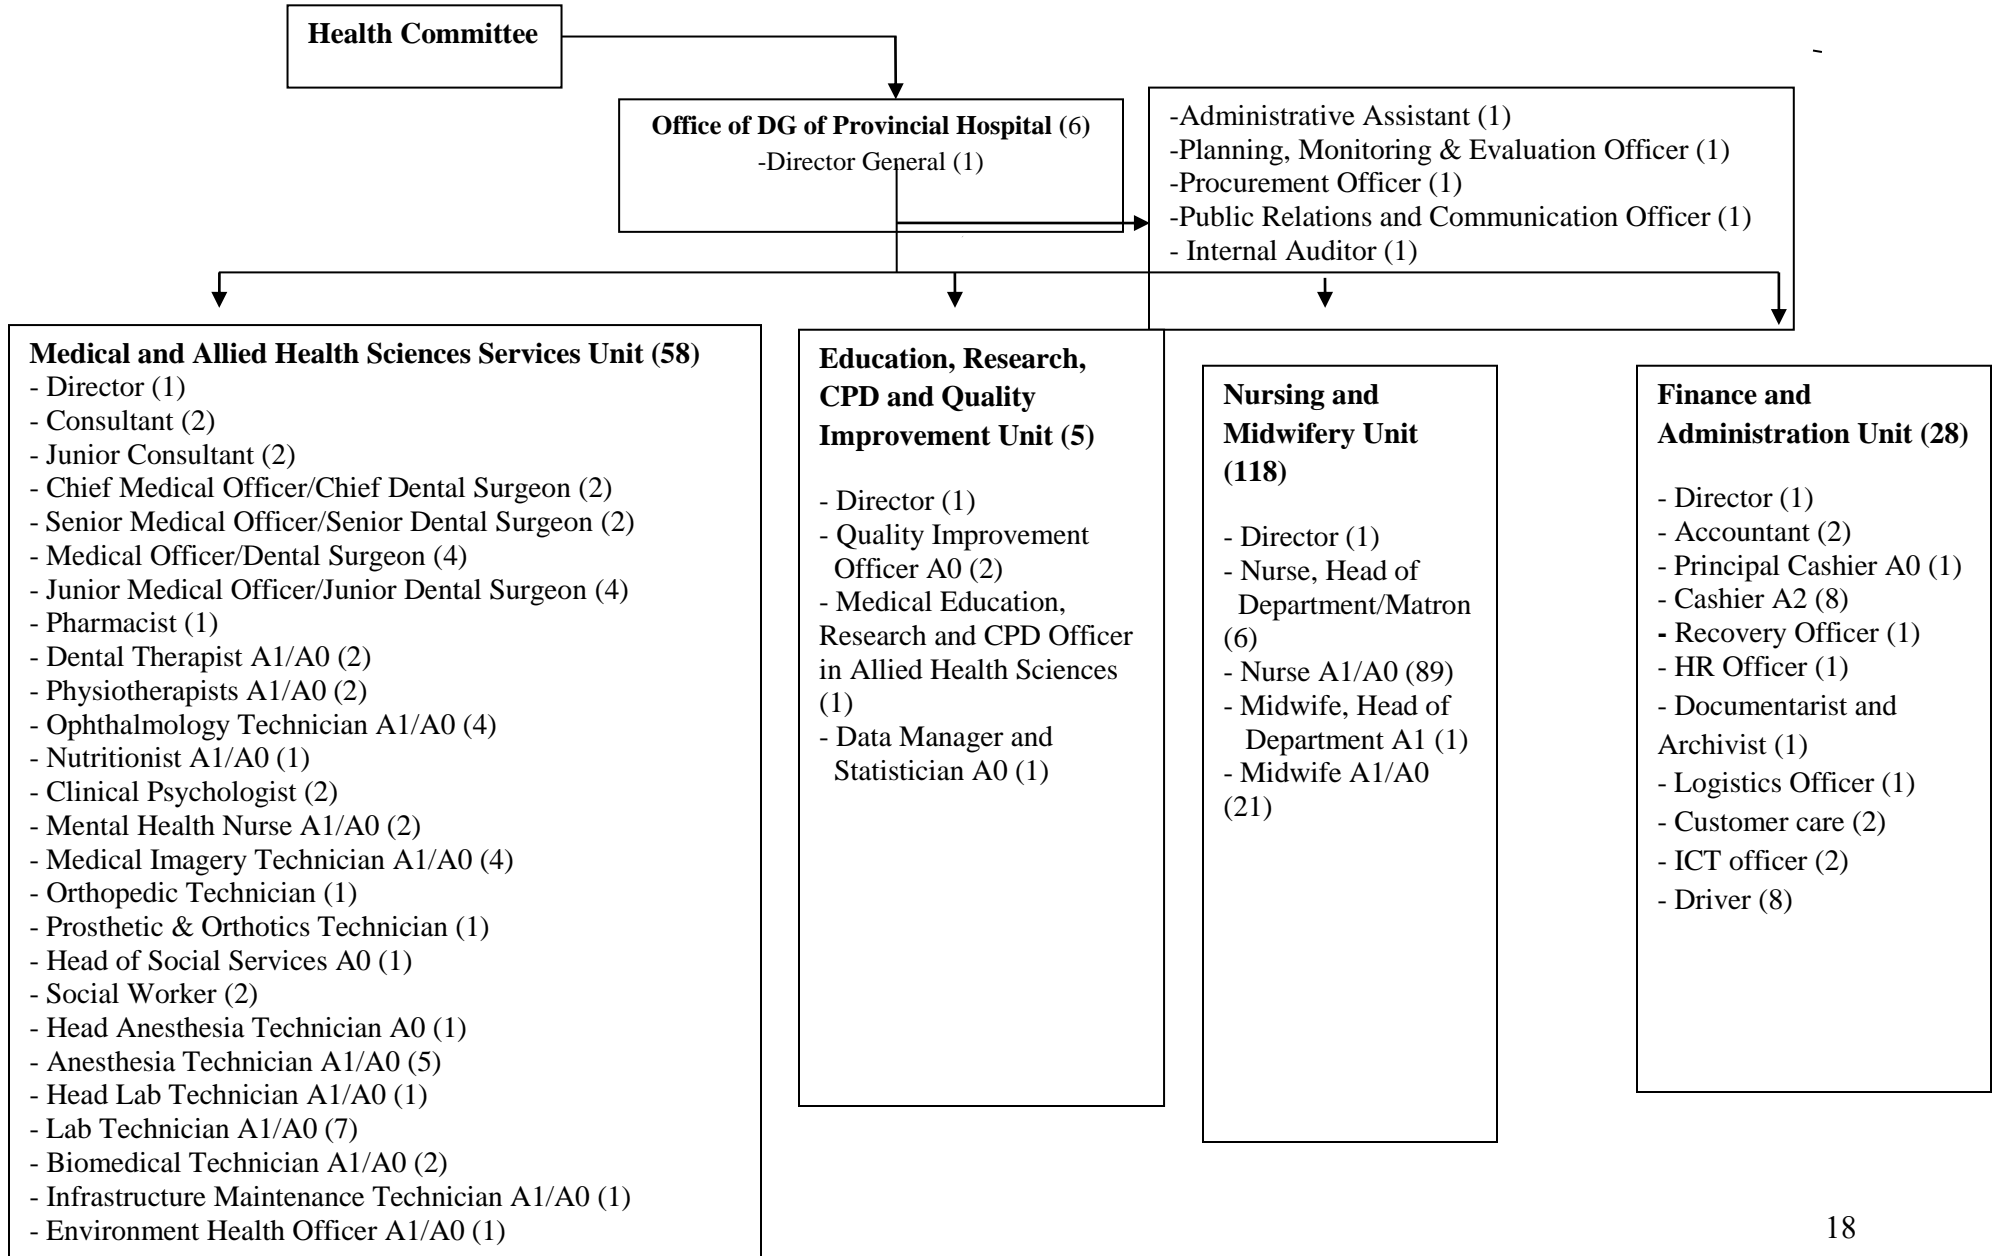 Health Committee
Office of DG of Provincial Hospital (6)
-Director General (1)
-Administrative Assistant (1)
-Planning, Monitoring & Evaluation Officer (1)
-Procurement Officer (1)
-Public Relations and Communication Officer (1)
- Internal Auditor (1)
Medical and Allied Health Sciences Services Unit (58)
- Director (1)
- Consultant (2)
- Junior Consultant (2)
- Chief Medical Officer/Chief Dental Surgeon (2)
- Senior Medical Officer/Senior Dental Surgeon (2)
- Medical Officer/Dental Surgeon (4)
- Junior Medical Officer/Junior Dental Surgeon (4)
- Pharmacist (1)
- Dental Therapist A1/A0 (2)
- Physiotherapists A1/A0 (2)
- Ophthalmology Technician A1/A0 (4)
- Nutritionist A1/A0 (1)
- Clinical Psychologist (2)
- Mental Health Nurse A1/A0 (2)
- Medical Imagery Technician A1/A0 (4)
- Orthopedic Technician (1)
- Prosthetic & Orthotics Technician (1)
- Head of Social Services A0 (1)
- Social Worker (2)
- Head Anesthesia Technician A0 (1)
- Anesthesia Technician A1/A0 (5)
- Head Lab Technician A1/A0 (1)
- Lab Technician A1/A0 (7)
- Biomedical Technician A1/A0 (2)
- Infrastructure Maintenance Technician A1/A0 (1)
- Environment Health Officer A1/A0 (1)
Education, Research,
CPD and Quality
Improvement Unit (5)
- Director (1)
- Quality Improvement
Officer A0 (2)
- Medical Education,
Research and CPD Officer
in Allied Health Sciences
(1)
- Data Manager and
Statistician A0 (1)
Nursing and
Midwifery Unit
(118)
- Director (1)
- Nurse, Head of
Department/Matron
(6)
- Nurse A1/A0 (89)
- Midwife, Head of
Department A1 (1)
- Midwife A1/A0
(21)
Finance and
Administration Unit (28)
- Director (1)
- Accountant (2)
- Principal Cashier A0 (1)
- Cashier A2 (8)
- Recovery Officer (1)
- HR Officer (1)
- Documentarist and
Archivist (1)
- Logistics Officer (1)
- Customer care (2)
- ICT officer (2)
- Driver (8)
18